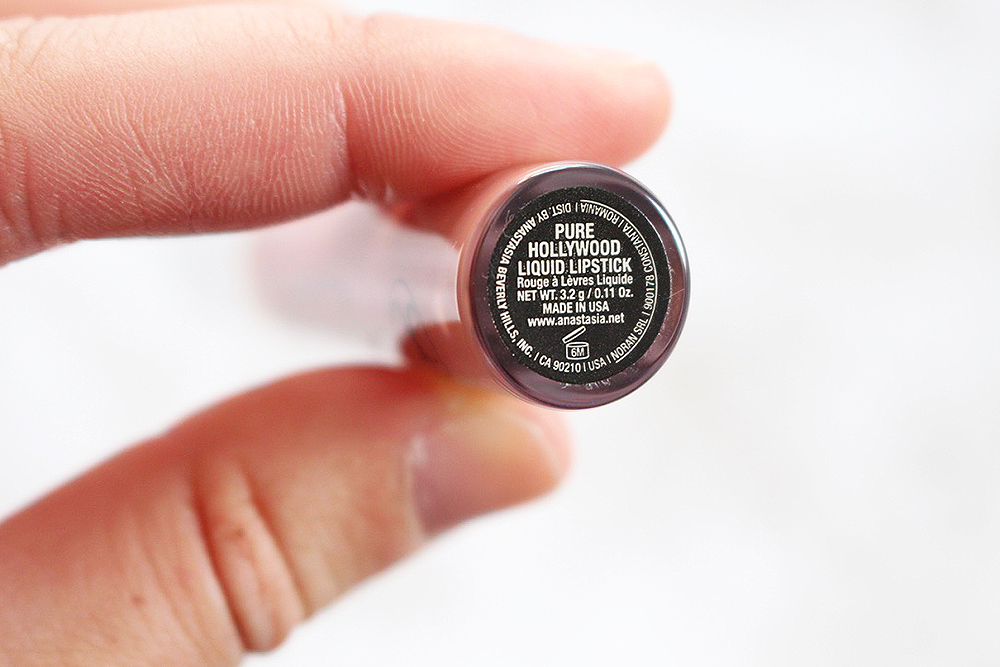 PURE
HOLLYWOOD
LIQUID LIPSTICK
Rouge à Lèvres Liquide
NET WT. 3.2 g / 0.11 Oz.
MADE IN USA
www.anastasia.net
6M
DIST. BY ANASTASIA BEVERLY HILLS, INC. | CA 90210 | USA | NORAN SRL | 900178 CONSTANTA | ROMANIA |